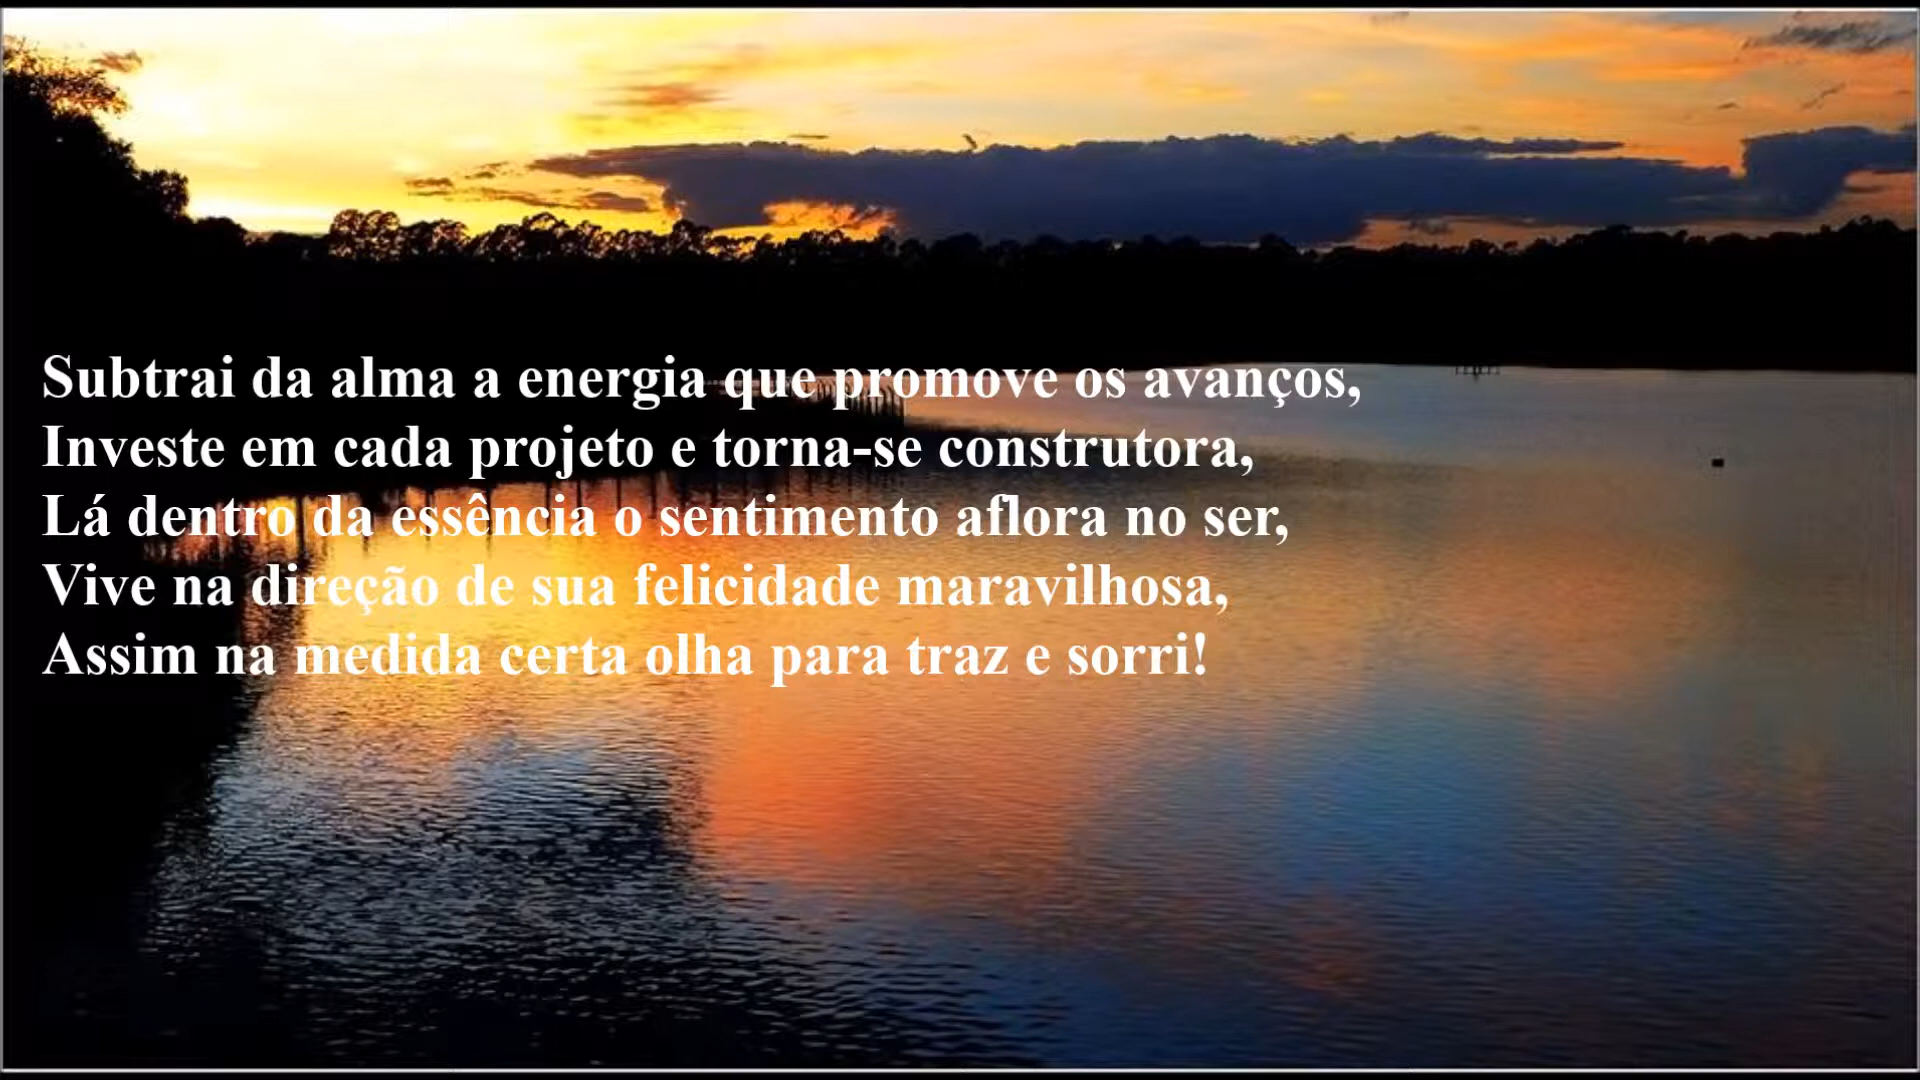 Subtrai da alma a energia que promove os avanços,
Investe em cada projeto e torna-se construtora,
Lá dentro da essência o sentimento aflora no ser,
Vive na direção de sua felicidade maravilhosa,
Assim na medida certa olha para traz e sorri!